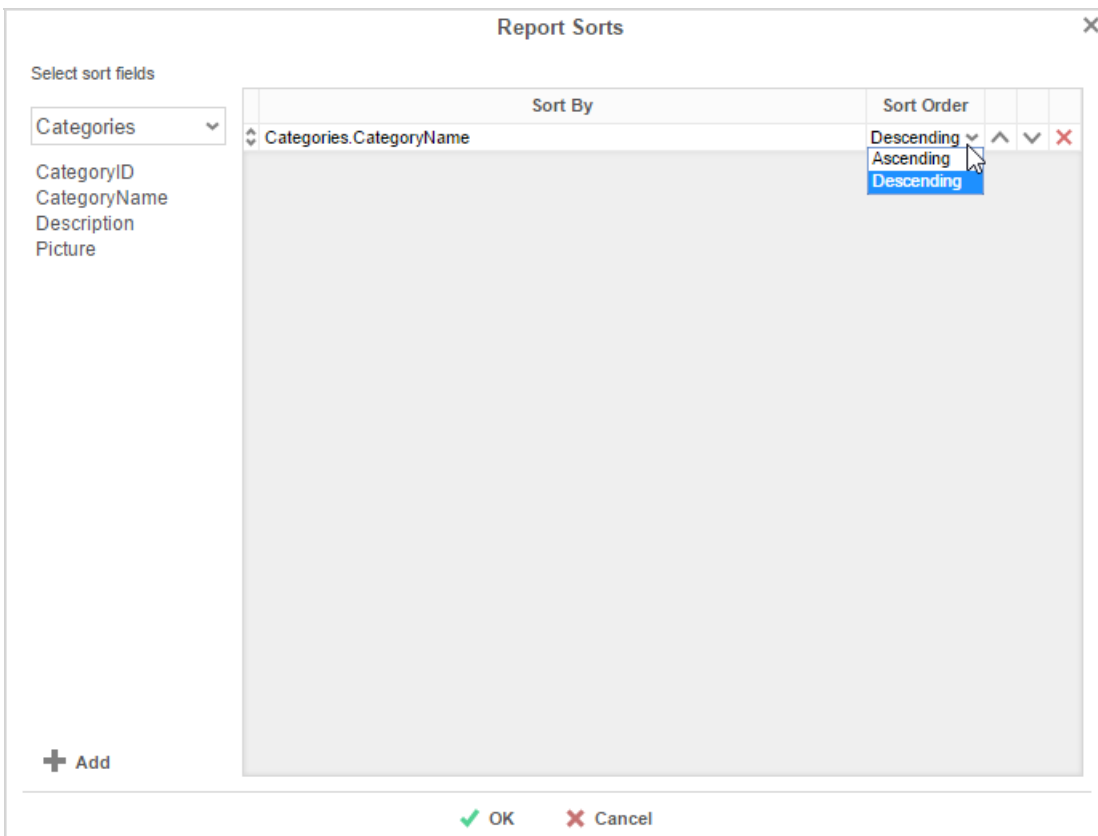 Report Sorts
Select sort fields
Categories
CategoryID
CategoryName
Description
Picture
Add
Sort By Sort Order
Categories.CategoryName Descending
Ascending
Descending
OK Cancel